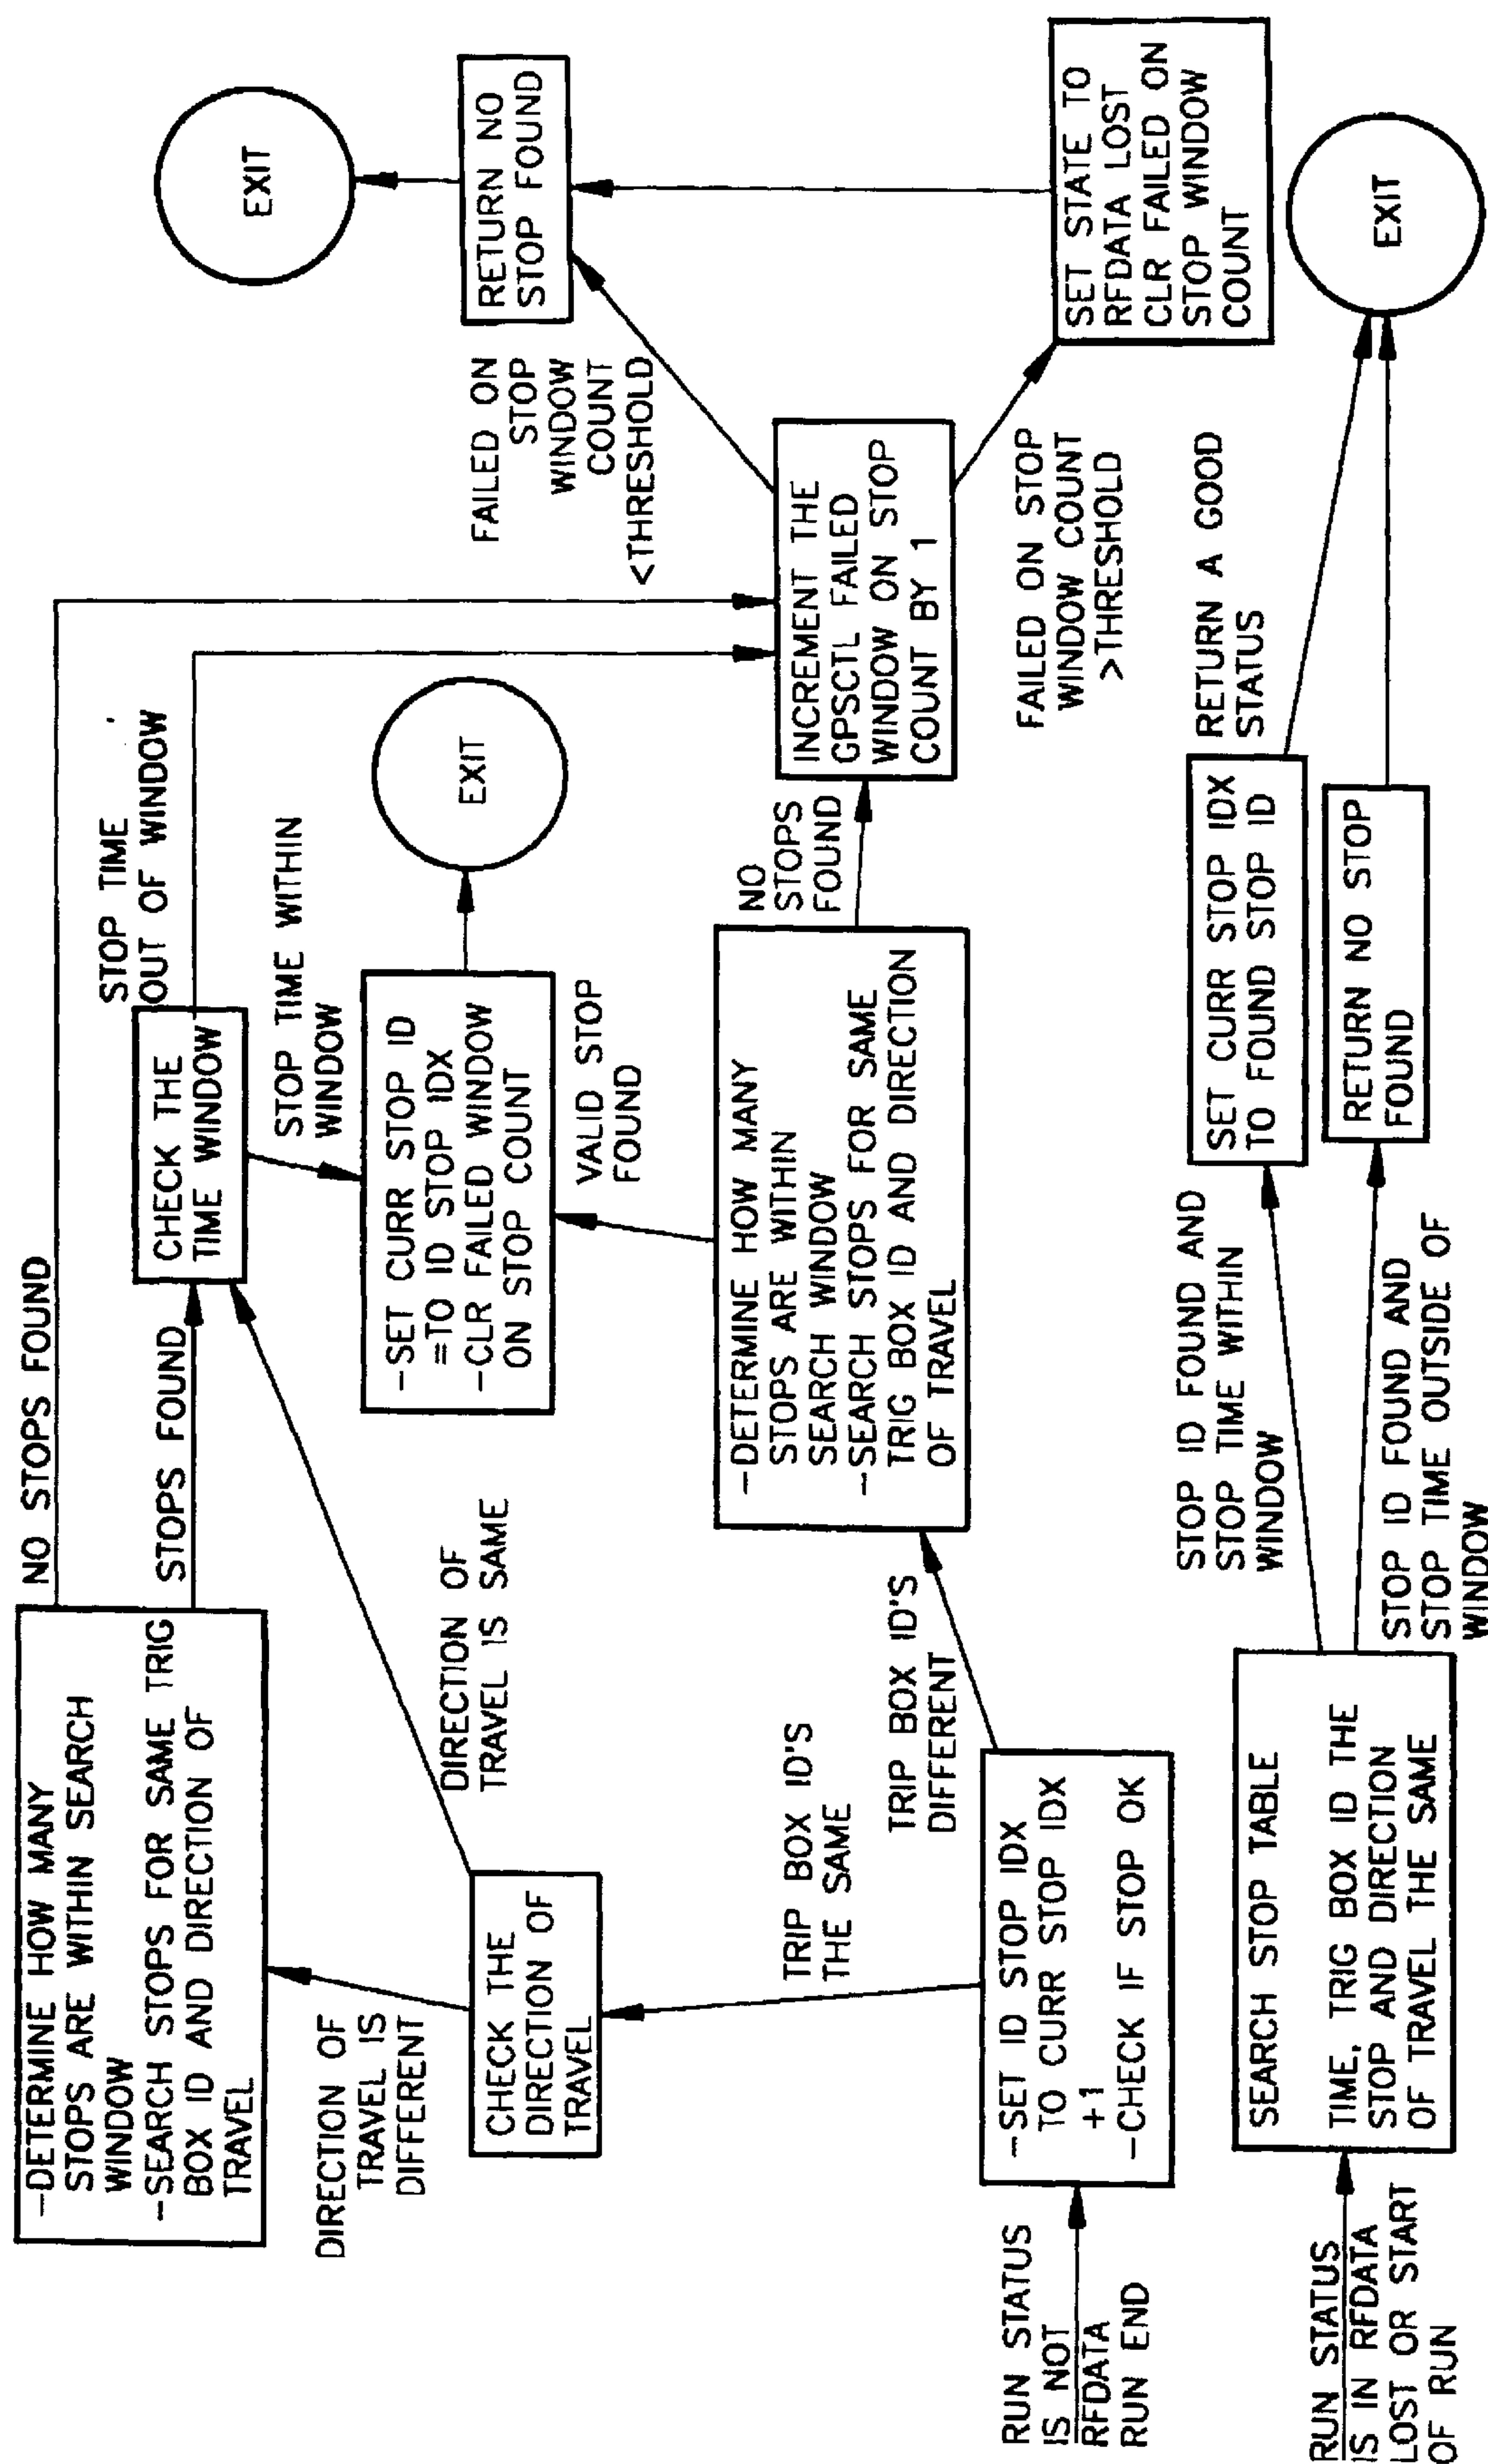 -DETERMINE HOW MANY
STOPS ARE WITHIN SEARCH
WINDOW
-SEARCH STOPS FOR SAME TRIG
BOX ID AND DIRECTION OF
TRAVEL
NO STOPS FOUND
STOPS FOUND
CHECK THE
TIME WINDOW
STOP TIME
OUT OF WINDOW
STOP TIME WITHIN
WINDOW
DIRECTION OF
TRAVEL IS
DIFFERENT
DIRECTION OF
TRAVEL IS SAME
CHECK THE
DIRECTION OF
TRAVEL
-SET CURR STOP ID
=TO ID STOP IDX
-CLR FAILED WINDOW
ON STOP COUNT
EXIT
VALID STOP
FOUND
TRIP BOX ID'S
THE SAME
TRIP BOX ID'S
DIFFERENT
-DETERMINE HOW MANY
STOPS ARE WITHIN
SEARCH WINDOW
-SEARCH STOPS FOR SAME
TRIG BOX ID AND DIRECTION
OF TRAVEL
NO
STOPS
FOUND
INCREMENT THE
GPSCTL FAILED
WINDOW ON STOP
COUNT BY 1
FAILED ON
STOP
WINDOW
COUNT
<THRESHOLD
RETURN NO
STOP FOUND
EXIT
FAILED ON STOP
WINDOW COUNT
>THRESHOLD
SET STATE TO
RFDATA LOST
CLR FAILED ON
STOP WINDOW
COUNT
RUN STATUS
IS NOT
RFDATA
RUN END
-SET ID STOP IDX
TO CURR STOP IDX
+1
-CHECK IF STOP OK
RUN STATUS
IS IN RFDATA
LOST OR START
OF RUN
SEARCH STOP TABLE
TIME, TRIG BOX ID THE
STOP AND DIRECTION
OF TRAVEL THE SAME
STOP ID FOUND AND
STOP TIME WITHIN
WINDOW
STOP ID FOUND AND
STOP TIME OUTSIDE OF
WINDOW
SET CURR STOP IDX
TO FOUND STOP ID
RETURN A GOOD
STATUS
RETURN NO STOP
FOUND
EXIT